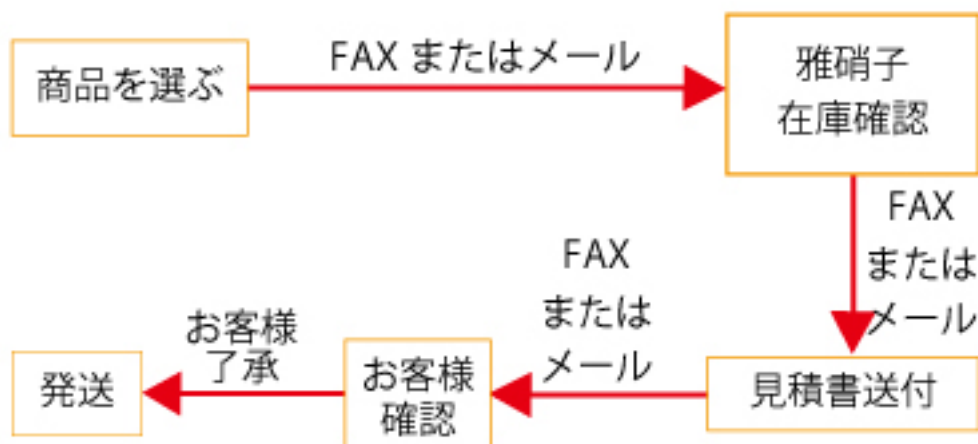 商品を選ぶ
FAX またはメール
雅硝子
在庫確認
FAX
または
メール
見積書送付
FAX
または
メール
お客様
確認
お客様
了承
発送